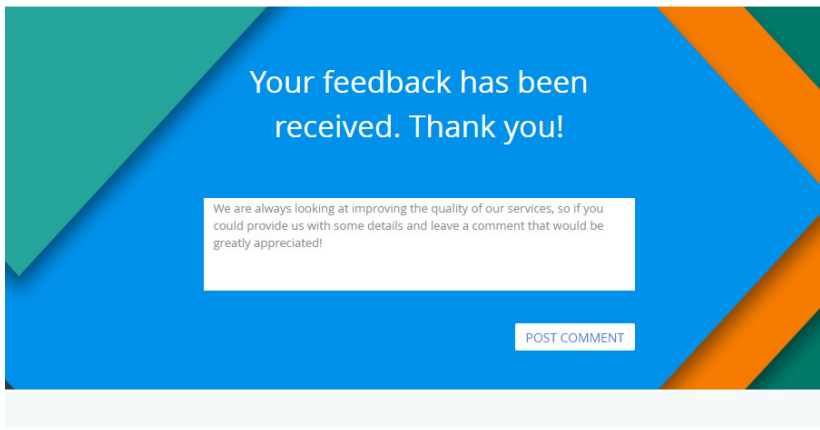 Your feedback has been
received. Thank you!
We are always looking at improving the quality of our services, so if you
could provide us with some details and leave a comment that would be
greatly appreciated!
POST COMMENT